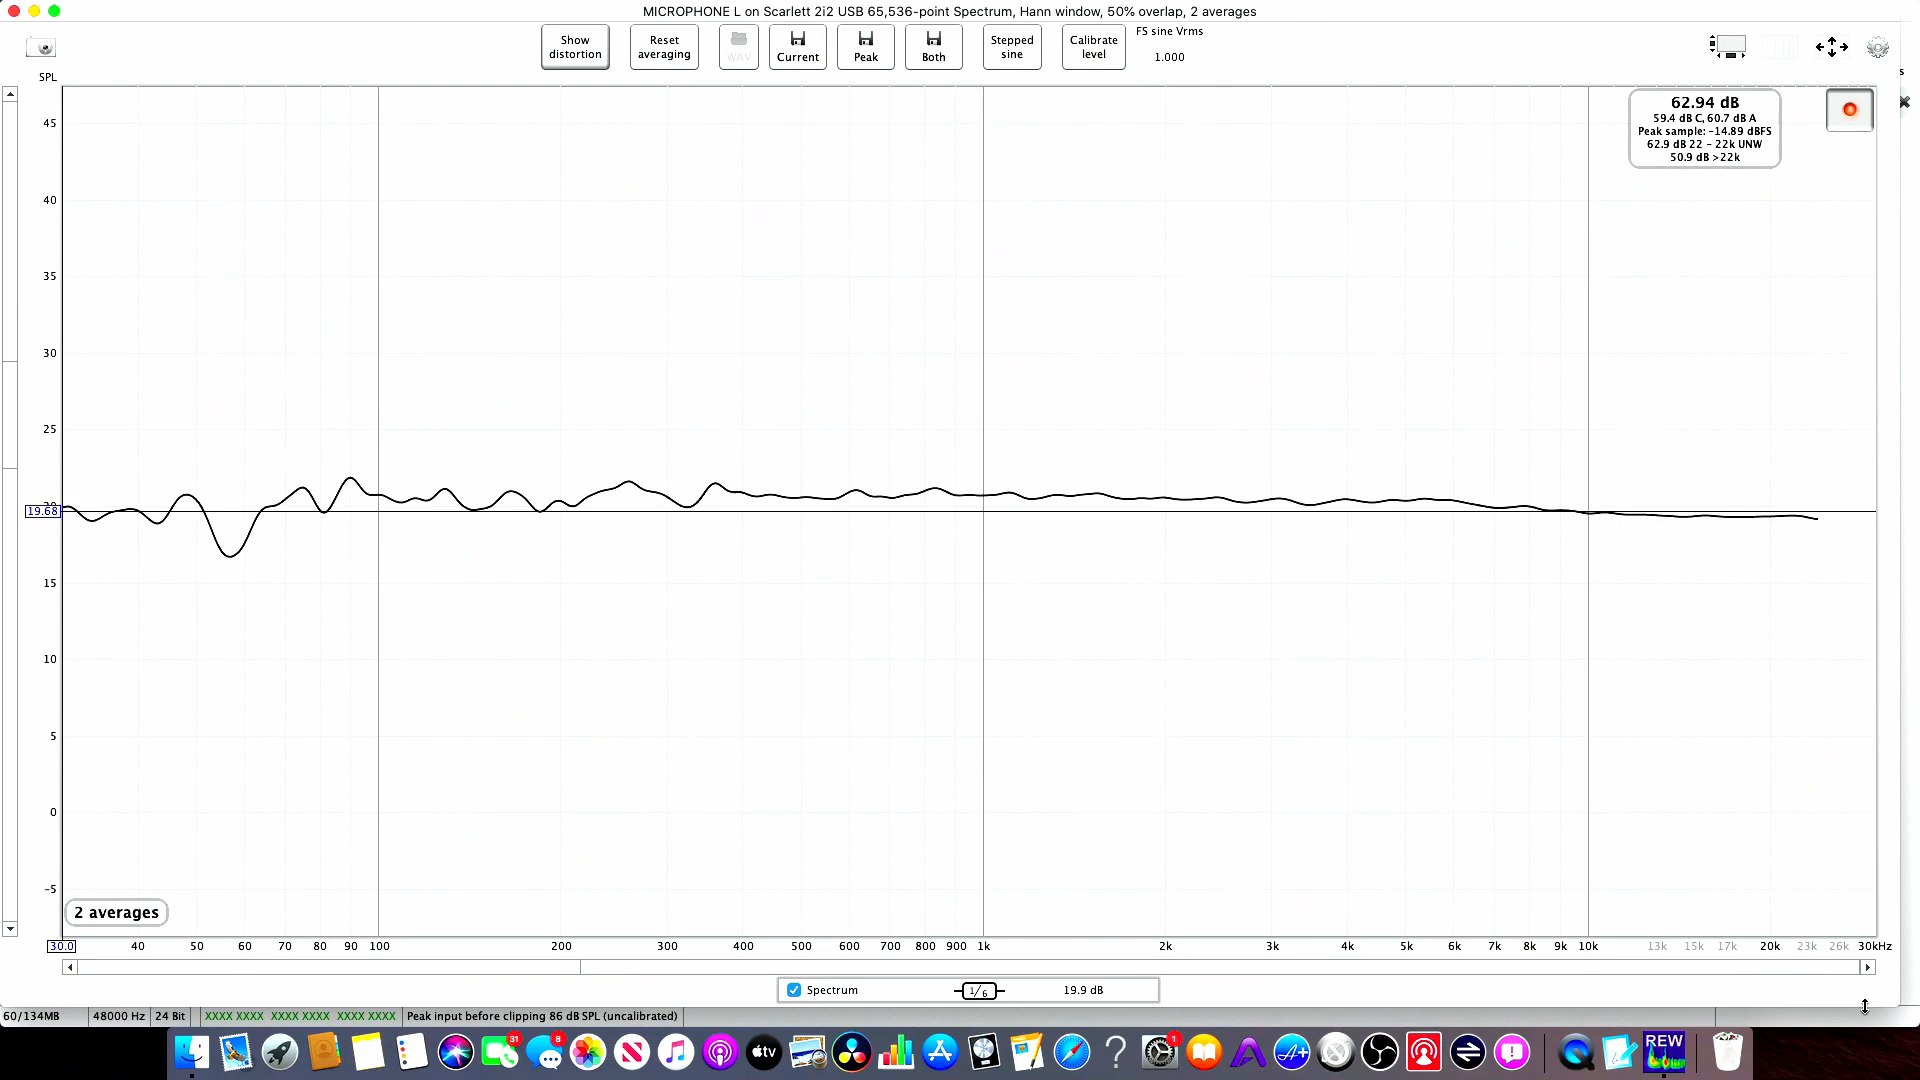 MICROPHONE L on Scarlett 2i2 USB 65,536-point Spectrum, Hann window, 50% overlap, 2 averages
Show distortion
Reset averaging
WAV
Current
Peak
Both
Stepped sine
Calibrate level
FS sine Vrms
1.000
SPL
62.94 dB
59.4 dB C, 60.7 dB A
Peak sample: -14.89 dBFS
62.9 dB 22 - 22k UNW
50.9 dB >22k
45
40
35
30
25
19.68
15
10
5
0
-5
2 averages
30.0 40 50 60 70 80 90 100 200 300 400 500 600 700 800 900 1k 2k 3k 4k 5k 6k 7k 8k 9k 10k 13k 15k 17k 20k 23k 26k 30kHz
Spectrum 1/6 19.9 dB
60/134MB 48000 Hz 24 Bit XXXX XXXX XXXX XXXX XXXX XXXX Peak input before clipping 86 dB SPL (uncalibrated)
31 8 tv 1 REW